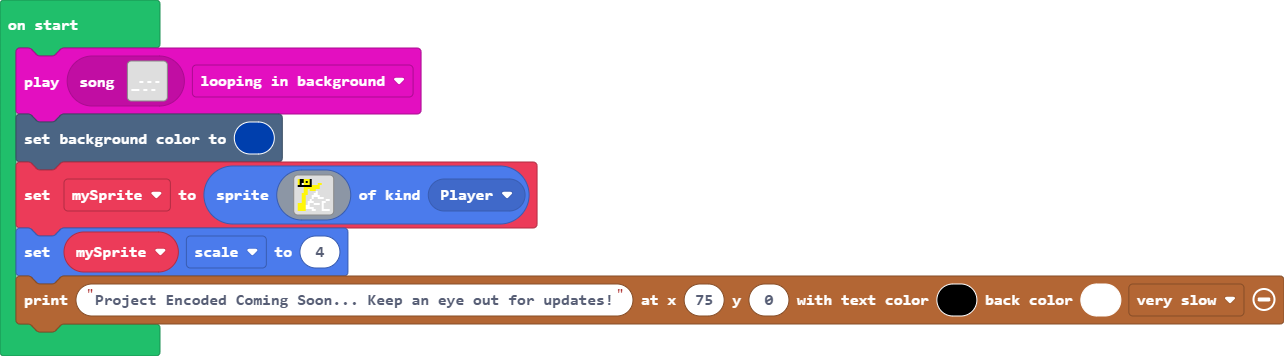 on start
play song looping in background
set background color to
set mySprite to sprite of kind Player
set mySprite scale to 4
print "Project Encoded Coming Soon... Keep an eye out for updates!" at x 75 y 0 with text color back color very slow